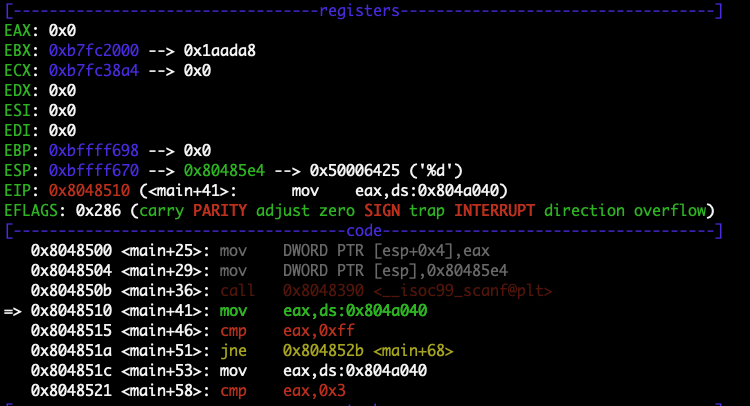 [----------------------------------registers-----------------------------------]
EAX: 0x0
EBX: 0xb7fc2000 --> 0x1aada8
ECX: 0xb7fc38a4 --> 0x0
EDX: 0x0
ESI: 0x0
EDI: 0x0
EBP: 0xbffff698 --> 0x0
ESP: 0xbffff670 --> 0x80485e4 --> 0x50006425 ('%d')
EIP: 0x8048510 (<main+41>:      mov    eax,ds:0x804a040)
EFLAGS: 0x286 (carry PARITY adjust zero SIGN trap INTERRUPT direction overflow)
[-------------------------------------code-------------------------------------]
   0x8048500 <main+25>: mov    DWORD PTR [esp+0x4],eax
   0x8048504 <main+29>: mov    DWORD PTR [esp],0x80485e4
   0x804850b <main+36>: call   0x8048390 <__isoc99_scanf@plt>
=> 0x8048510 <main+41>: mov    eax,ds:0x804a040
   0x8048515 <main+46>: cmp    eax,0xff
   0x804851a <main+51>: jne    0x804852b <main+68>
   0x804851c <main+53>: mov    eax,ds:0x804a040
   0x8048521 <main+58>: cmp    eax,0x3